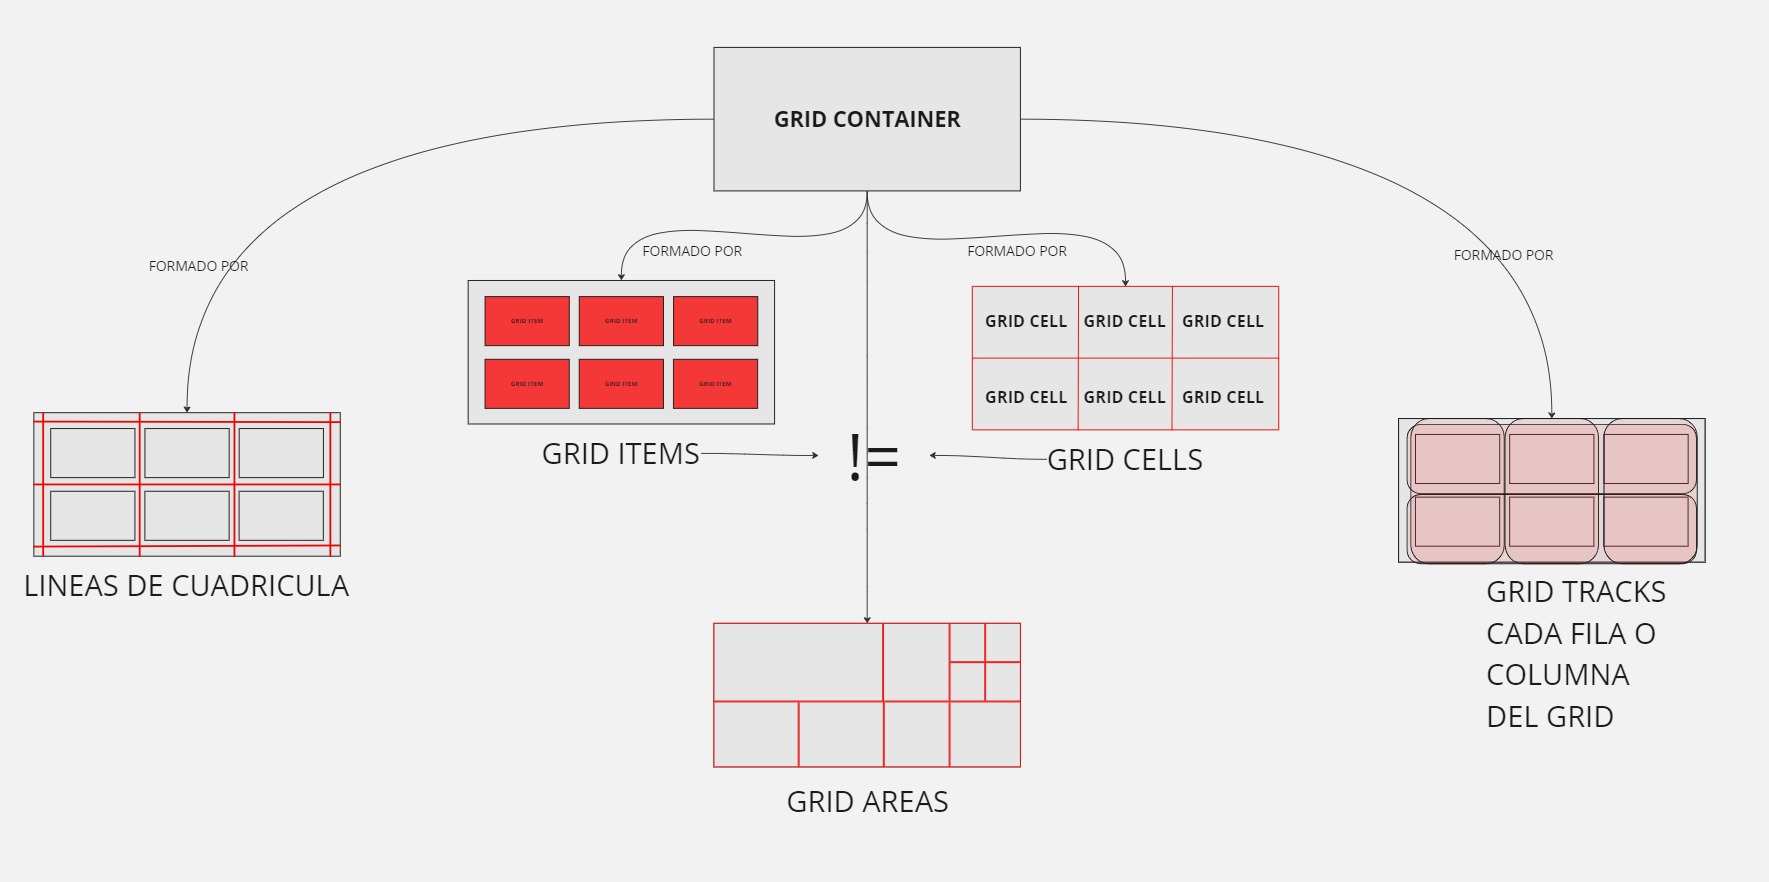 GRID CONTAINER
FORMADO POR
FORMADO POR
FORMADO POR
FORMADO POR
GRID ITEM GRID ITEM GRID ITEM
GRID ITEM GRID ITEM GRID ITEM
GRID CELL GRID CELL GRID CELL
GRID CELL GRID CELL GRID CELL
GRID ITEMS
!=
GRID CELLS
LINEAS DE CUADRICULA
GRID TRACKS
CADA FILA O
COLUMNA
DEL GRID
GRID AREAS